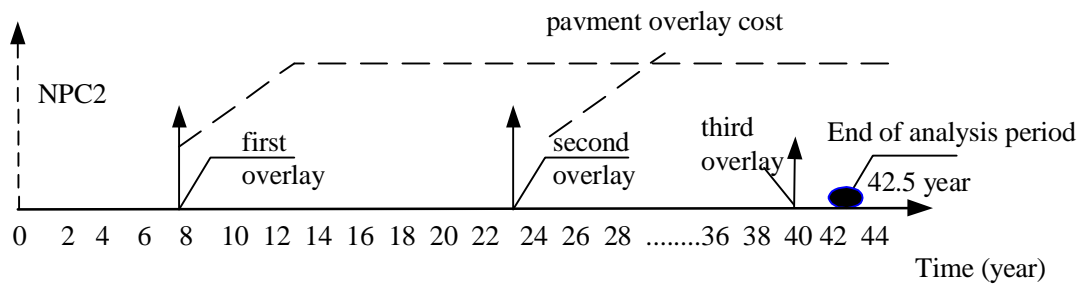 pavment overlay cost
NPC2
first
overlay
second
overlay
third
overlay
End of analysis period
42.5 year
0 2 4 6 8 10 12 14 16 18 20 22 24 26 28 ........36 38 40 42 44
Time (year)